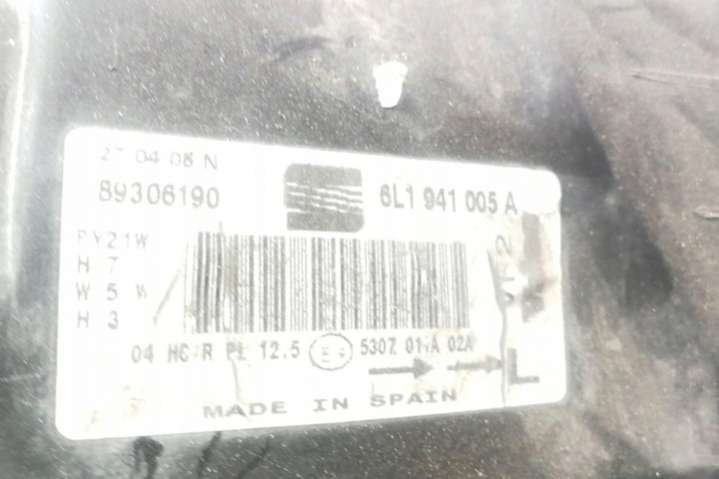 27 04 06 N
89306190 6L1 941 005 A
PY21W
H 7
W 5 W
H 3
04 HC/R PL 12.5 5307 01 A 02A
L
MADE IN SPAIN